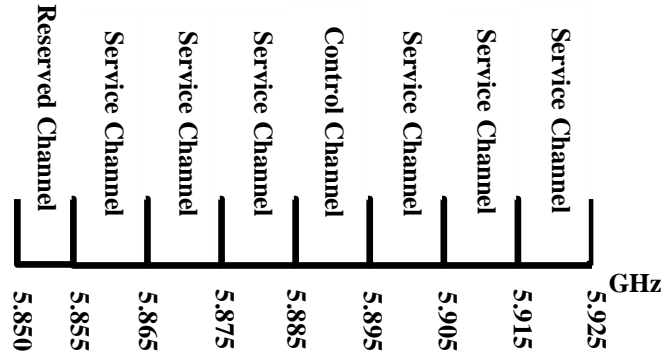 Reserved Channel
Service Channel
Service Channel
Service Channel
Control Channel
Service Channel
Service Channel
Service Channel
GHz
5.850
5.855
5.865
5.875
5.885
5.895
5.905
5.915
5.925